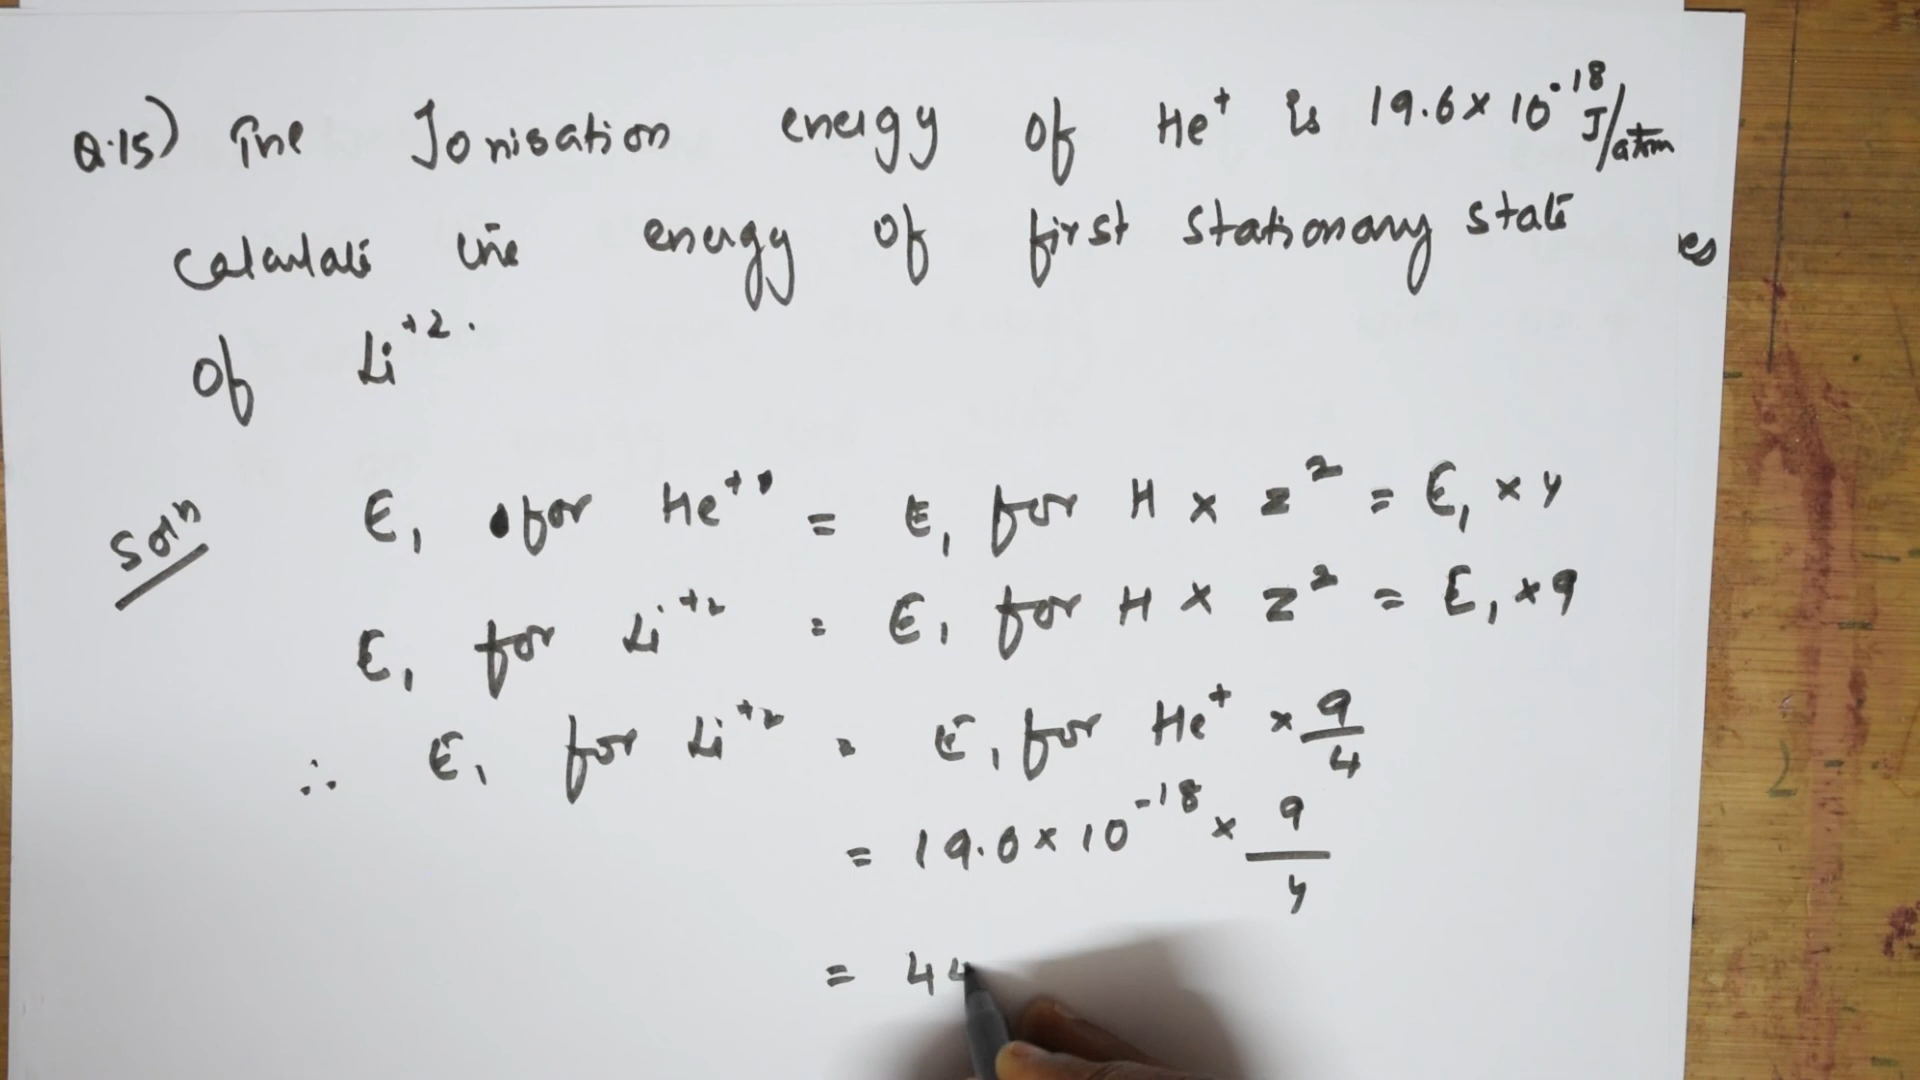 Q.15) The Ionisation energy of He⁺ is 19.6 × 10⁻¹⁸ J/atom
Calculate the energy of first stationary state
es
of Li⁺².
Solⁿ E₁ for He⁺ = E₁ for H × z² = E₁ × 4
E₁ for Li⁺² = E₁ for H × z² = E₁ × 9
∴ E₁ for Li⁺² = E₁ for He⁺ × 9/4
= 19.6 × 10⁻¹⁸ × 9/4
= 44